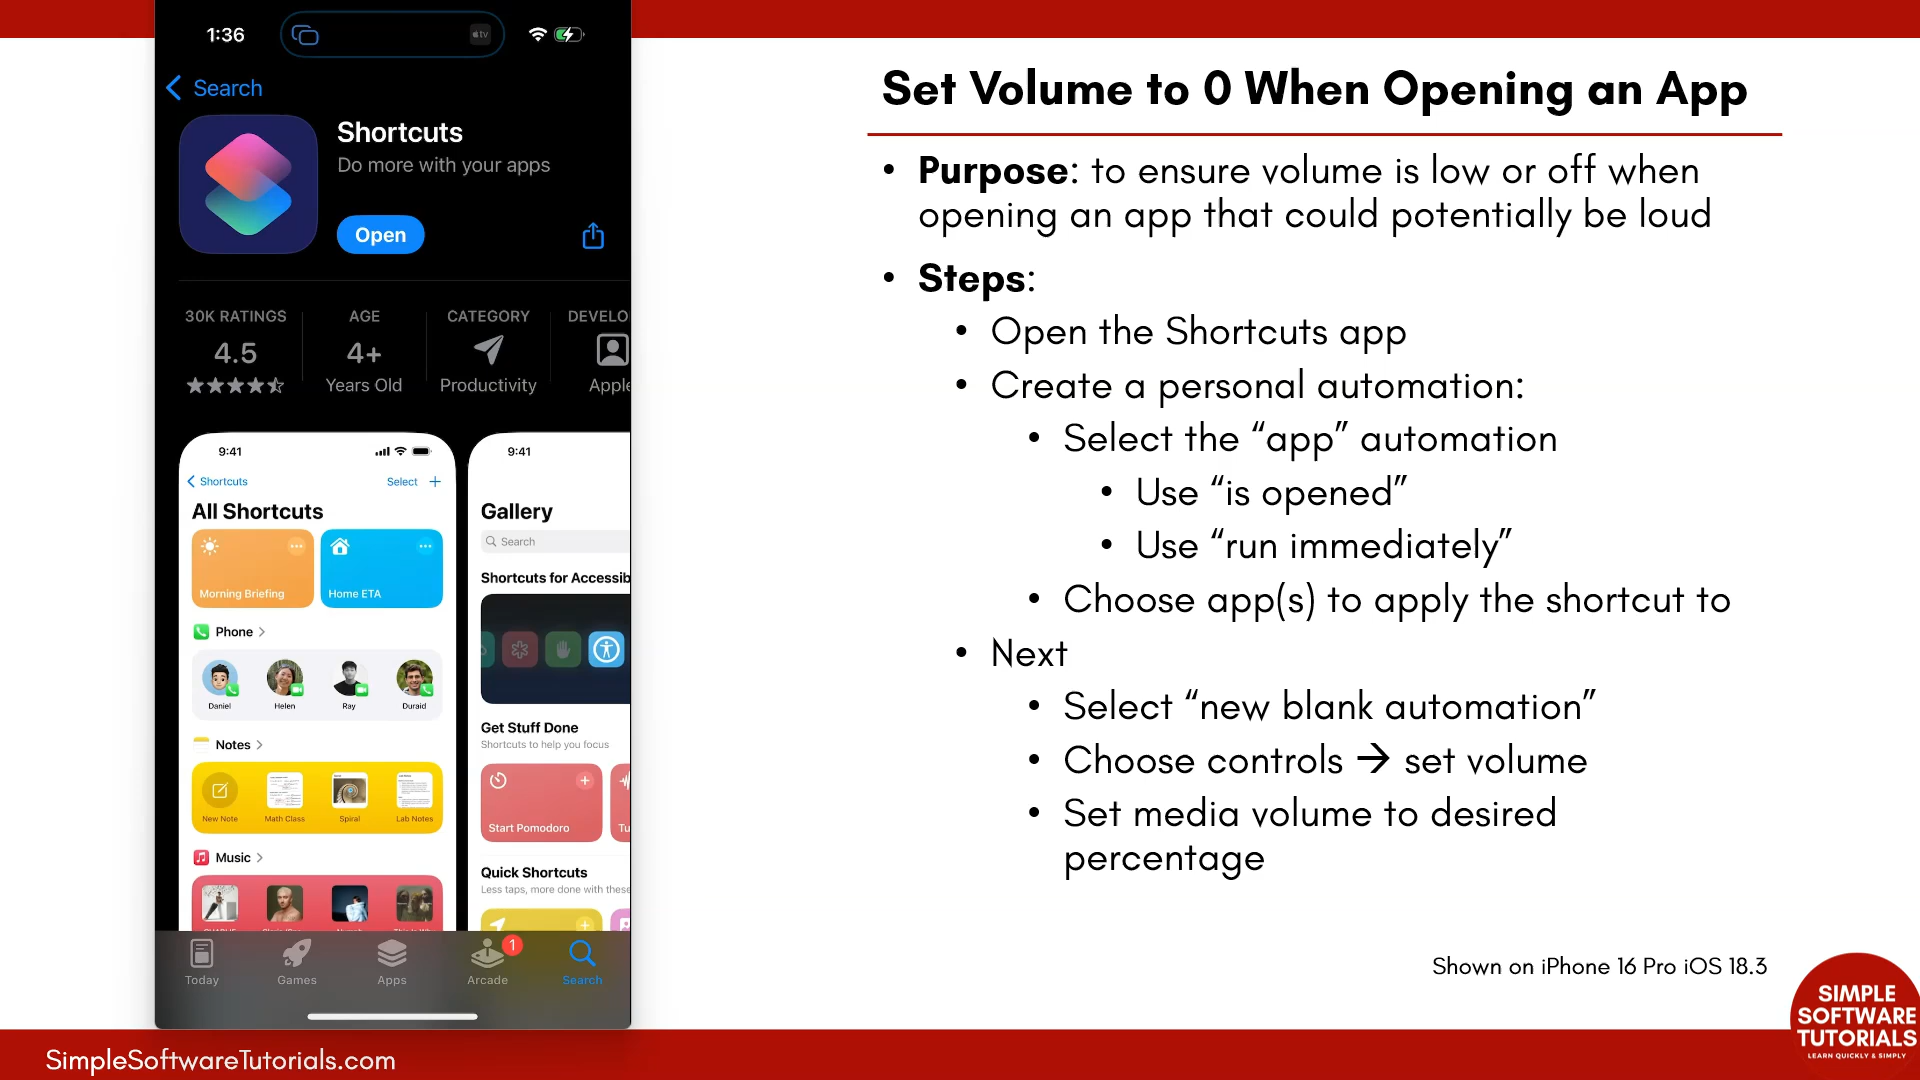 1:36
tv
Search
Shortcuts
Do more with your apps
Open
30K RATINGS
4.5
AGE
4+
Years Old
CATEGORY
Productivity
DEVELO
Apple
9:41
Shortcuts
Select +
All Shortcuts
Morning Briefing
Home ETA
Phone >
Daniel
Helen
Ray
Duraid
Notes >
New Note
Math Class
Spiral
Lab Notes
Music >
9:41
Gallery
Search
Shortcuts for Accessib
Get Stuff Done
Shortcuts to help you focus
Start Pomodoro
Tu
Quick Shortcuts
Less taps, more done with these
Today
Games
Apps
Arcade
1
Search
Set Volume to 0 When Opening an App
• Purpose: to ensure volume is low or off when
opening an app that could potentially be loud
• Steps:
• Open the Shortcuts app
• Create a personal automation:
• Select the “app” automation
• Use “is opened”
• Use “run immediately”
• Choose app(s) to apply the shortcut to
• Next
• Select “new blank automation”
• Choose controls → set volume
• Set media volume to desired
percentage
Shown on iPhone 16 Pro iOS 18.3
SimpleSoftwareTutorials.com
SIMPLE
SOFTWARE
TUTORIALS
LEARN QUICKLY & SIMPLY